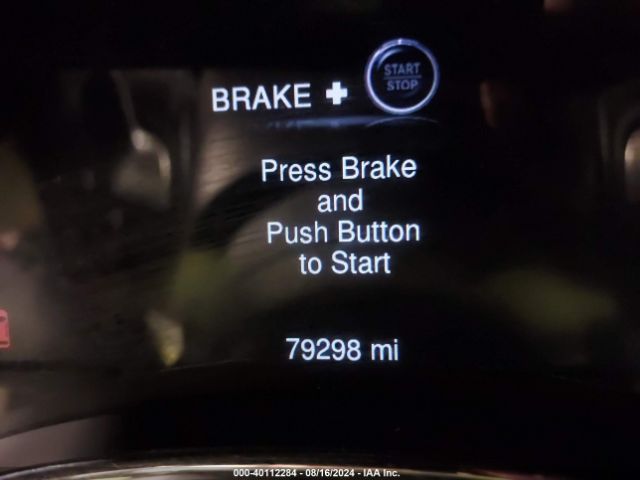 BRAKE + START STOP
Press Brake
and
Push Button
to Start
79298 mi
000-40112284 - 08/16/2024 - IAA Inc.